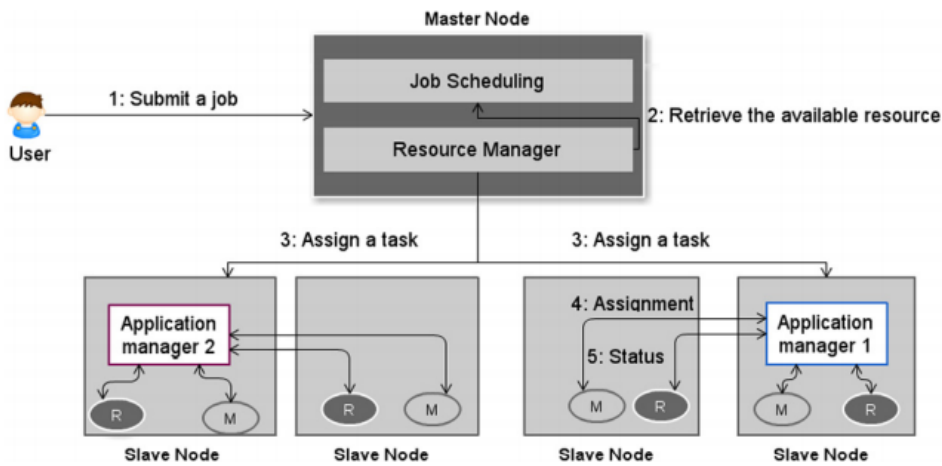 Master Node
Job Scheduling
1: Submit a job
2: Retrieve the available resource
User
Resource Manager
3: Assign a task
3: Assign a task
Application
manager 2
4: Assignment
Application
manager 1
5: Status
R
M
R
M
M
R
M
R
Slave Node
Slave Node
Slave Node
Slave Node